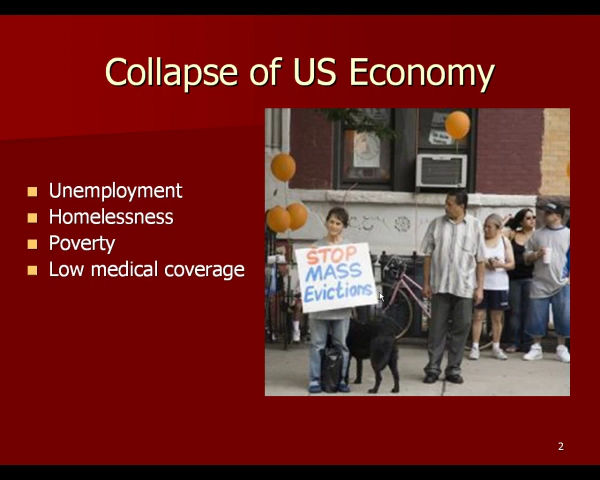 Collapse of US Economy
Unemployment
Homelessness
Poverty
Low medical coverage
STOP
MASS
Evictions
2